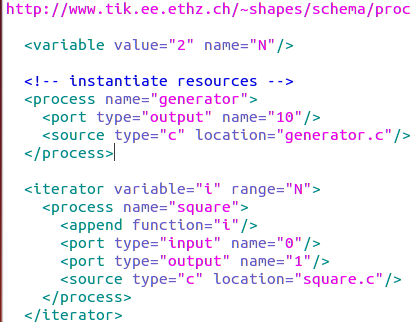 http://www.tik.ee.ethz.ch/~shapes/schema/proc
<variable value="2" name="N"/>
<!-- instantiate resources -->
<process name="generator">
<port type="output" name="10"/>
<source type="c" location="generator.c"/>
</process>
<iterator variable="i" range="N">
<process name="square">
<append function="i"/>
<port type="input" name="0"/>
<port type="output" name="1"/>
<source type="c" location="square.c"/>
</process>
</iterator>